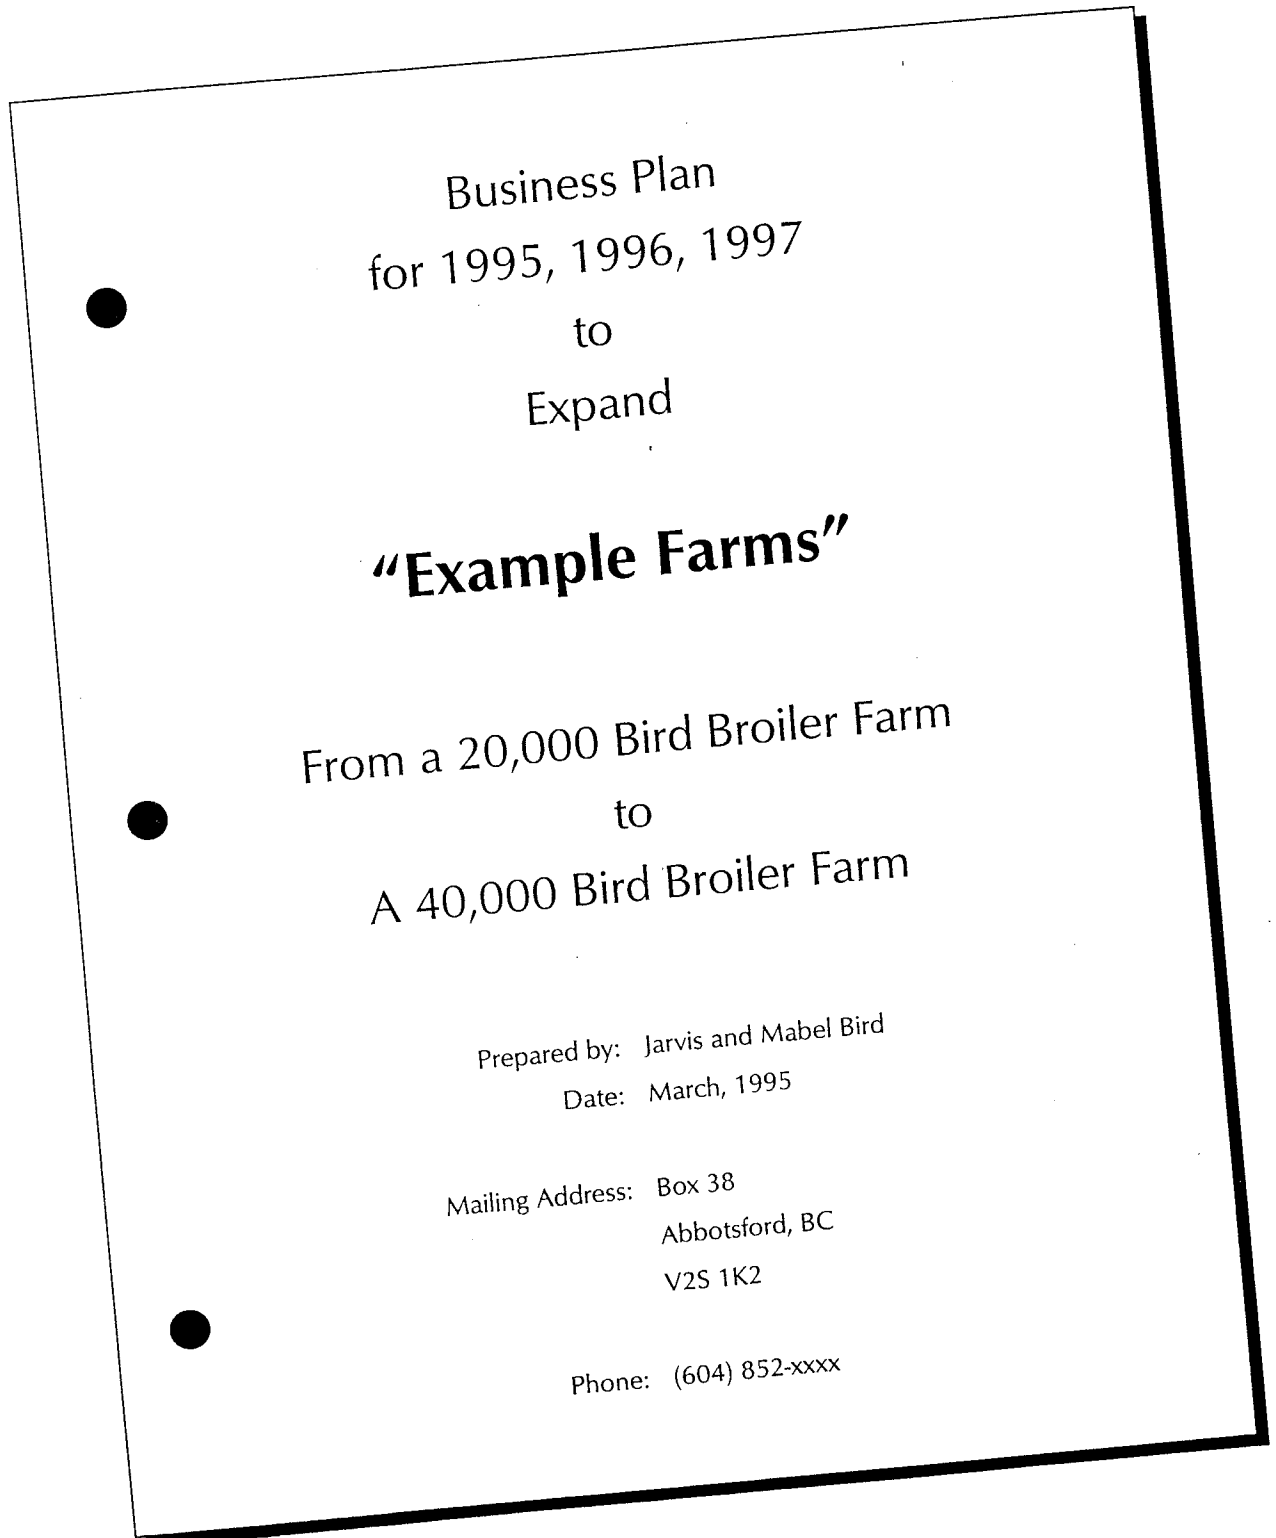 Business Plan
for 1995, 1996, 1997
to
Expand
“Example Farms”
From a 20,000 Bird Broiler Farm
to
A 40,000 Bird Broiler Farm
Prepared by: Jarvis and Mabel Bird
Date: March, 1995
Mailing Address: Box 38
Abbotsford, BC
V2S 1K2
Phone: (604) 852-xxxx